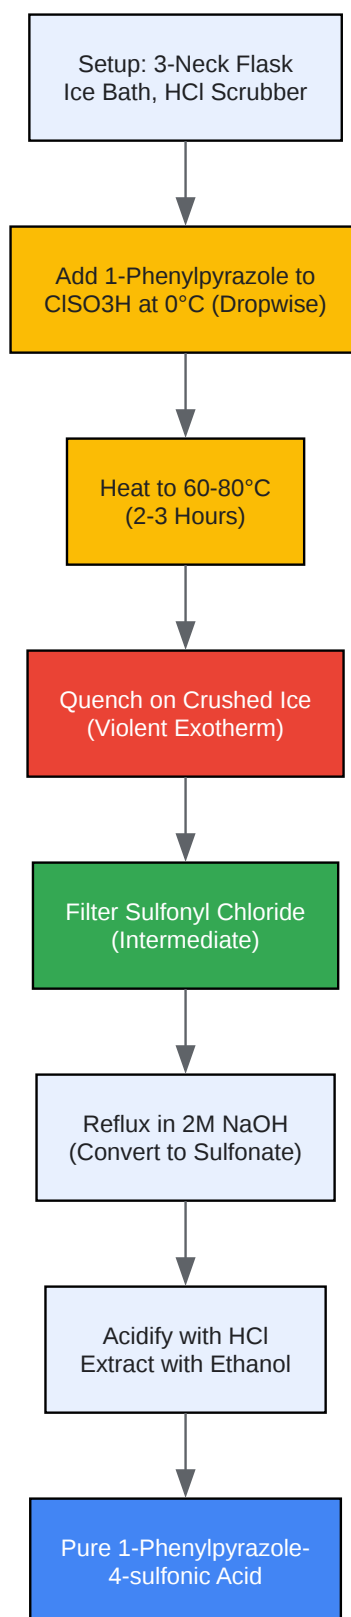 Setup: 3-Neck Flask
Ice Bath, HCl Scrubber
Add 1-Phenylpyrazole to
ClSO3H at 0°C (Dropwise)
Heat to 60-80°C
(2-3 Hours)
Quench on Crushed Ice
(Violent Exotherm)
Filter Sulfonyl Chloride
(Intermediate)
Reflux in 2M NaOH
(Convert to Sulfonate)
Acidify with HCl
Extract with Ethanol
Pure 1-Phenylpyrazole-
4-sulfonic Acid